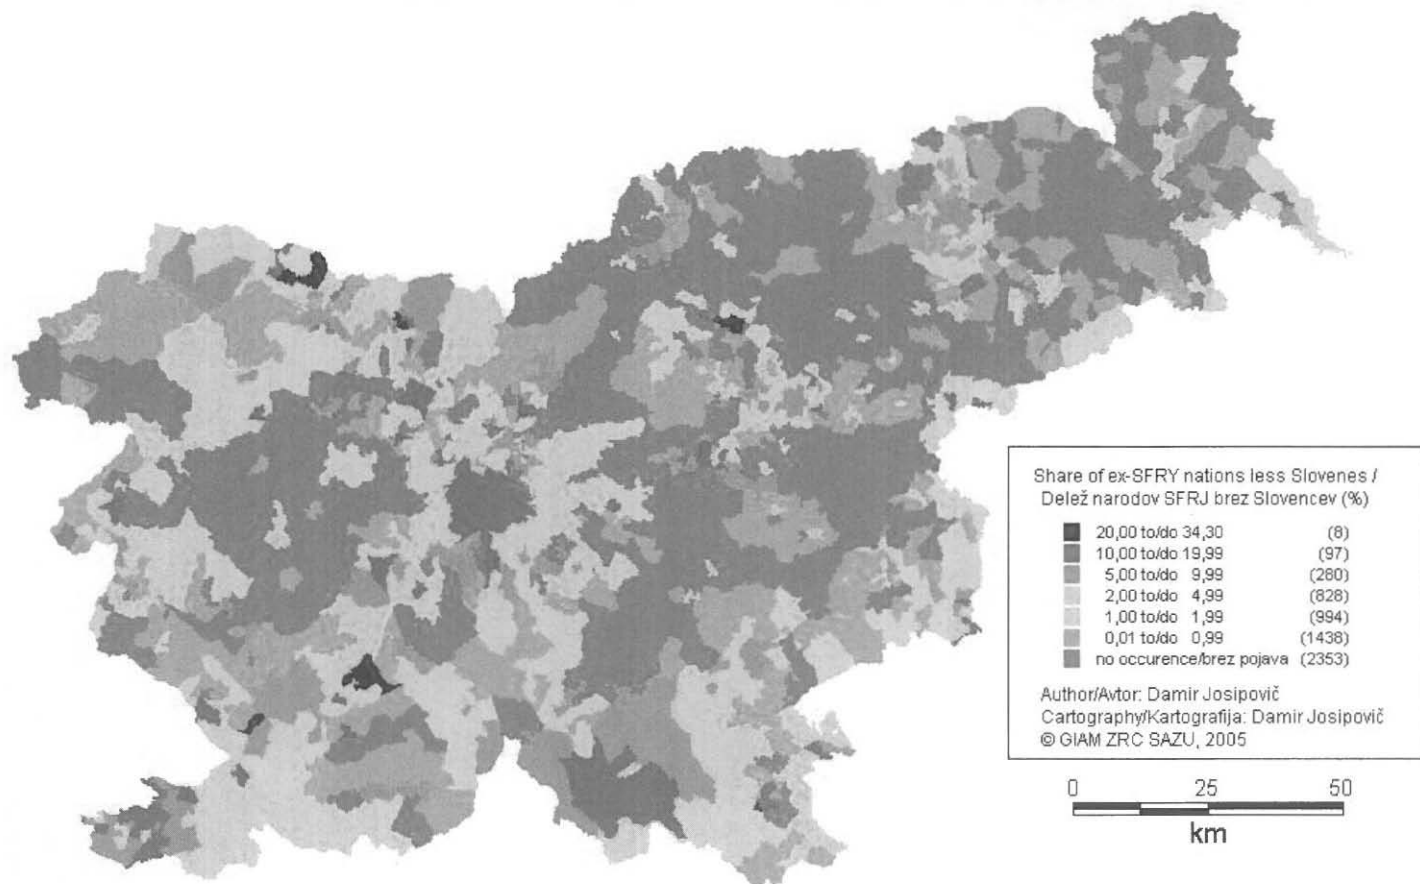 Share of ex-SFRY nations less Slovenes /
Delež narodov SFRJ brez Slovencev (%)
20,00 to/do 34,30 (8)
10,00 to/do 19,99 (97)
5,00 to/do 9,99 (280)
2,00 to/do 4,99 (828)
1,00 to/do 1,99 (994)
0,01 to/do 0,99 (1438)
no occurence/brez pojava (2353)
Author/Avtor: Damir Josipovič
Cartography/Kartografija: Damir Josipovič
© GIAM ZRC SAZU, 2005
0 25 50
km